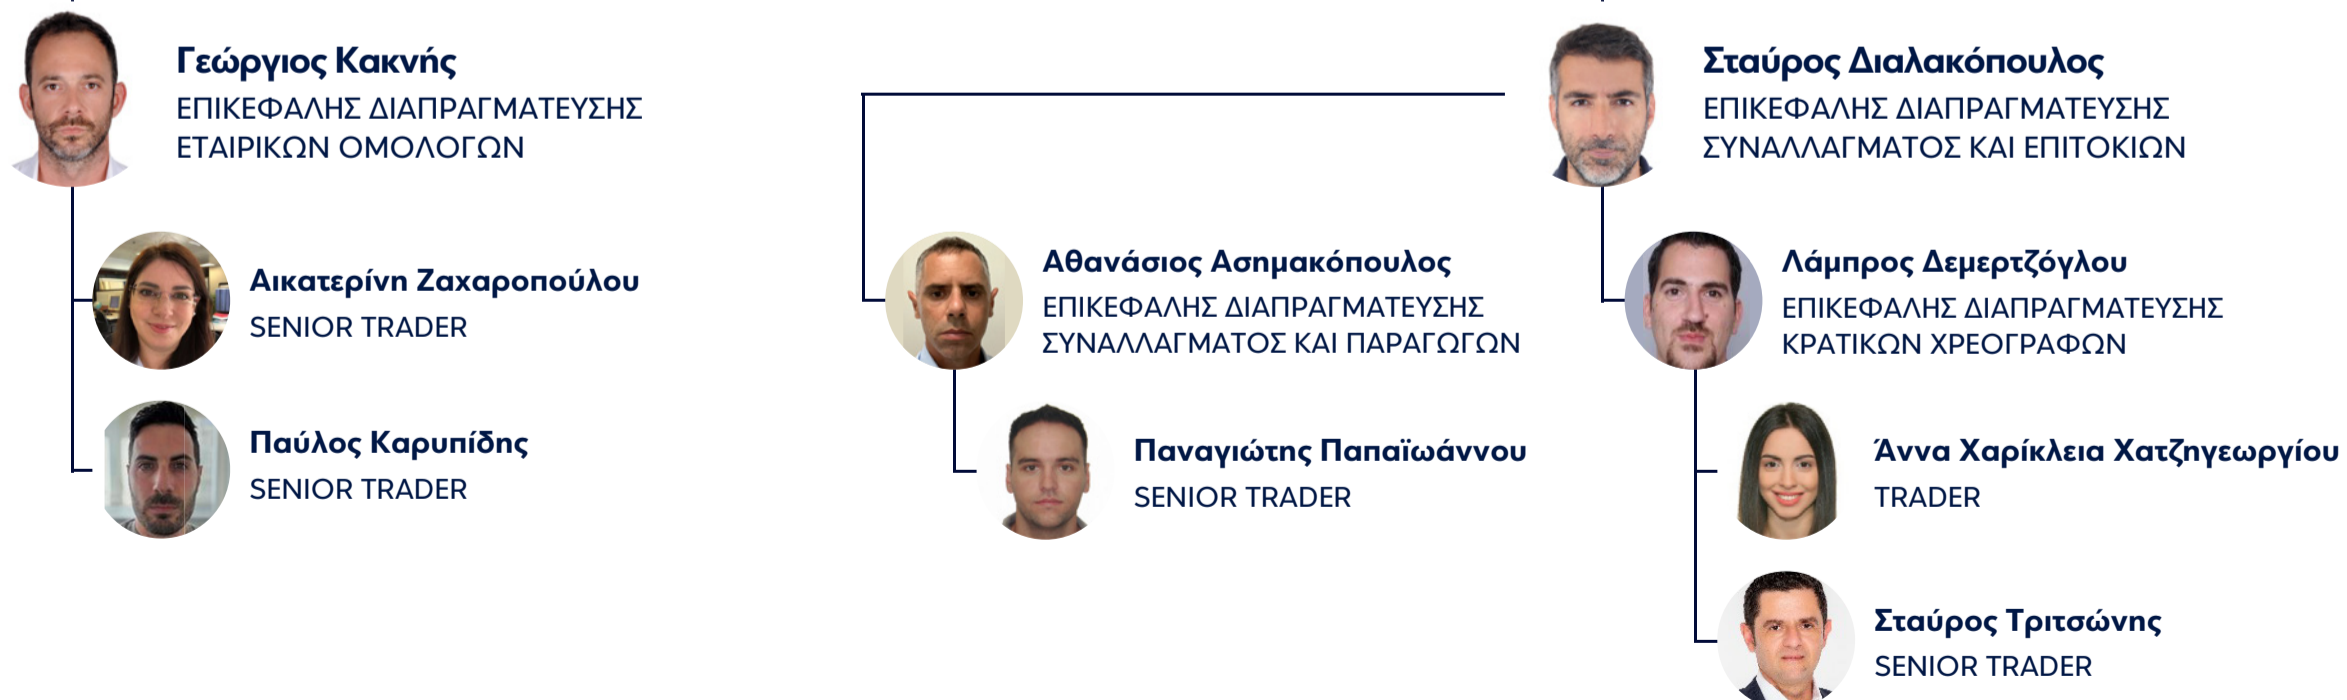 Γεώργιος Κακνής
ΕΠΙΚΕΦΑΛΗΣ ΔΙΑΠΡΑΓΜΑΤΕΥΣΗΣ
ΕΤΑΙΡΙΚΩΝ ΟΜΟΛΟΓΩΝ
Αικατερίνη Ζαχαροπούλου
SENIOR TRADER
Παύλος Καρυπίδης
SENIOR TRADER
Σταύρος Διαλακόπουλος
ΕΠΙΚΕΦΑΛΗΣ ΔΙΑΠΡΑΓΜΑΤΕΥΣΗΣ
ΣΥΝΑΛΛΑΓΜΑΤΟΣ ΚΑΙ ΕΠΙΤΟΚΙΩΝ
Αθανάσιος Ασημακόπουλος
ΕΠΙΚΕΦΑΛΗΣ ΔΙΑΠΡΑΓΜΑΤΕΥΣΗΣ
ΣΥΝΑΛΛΑΓΜΑΤΟΣ ΚΑΙ ΠΑΡΑΓΩΓΩΝ
Παναγιώτης Παπαϊωάννου
SENIOR TRADER
Λάμπρος Δεμερτζόγλου
ΕΠΙΚΕΦΑΛΗΣ ΔΙΑΠΡΑΓΜΑΤΕΥΣΗΣ
ΚΡΑΤΙΚΩΝ ΧΡΕΟΓΡΑΦΩΝ
Άννα Χαρίκλεια Χατζηγεωργίου
TRADER
Σταύρος Τριτσώνης
SENIOR TRADER